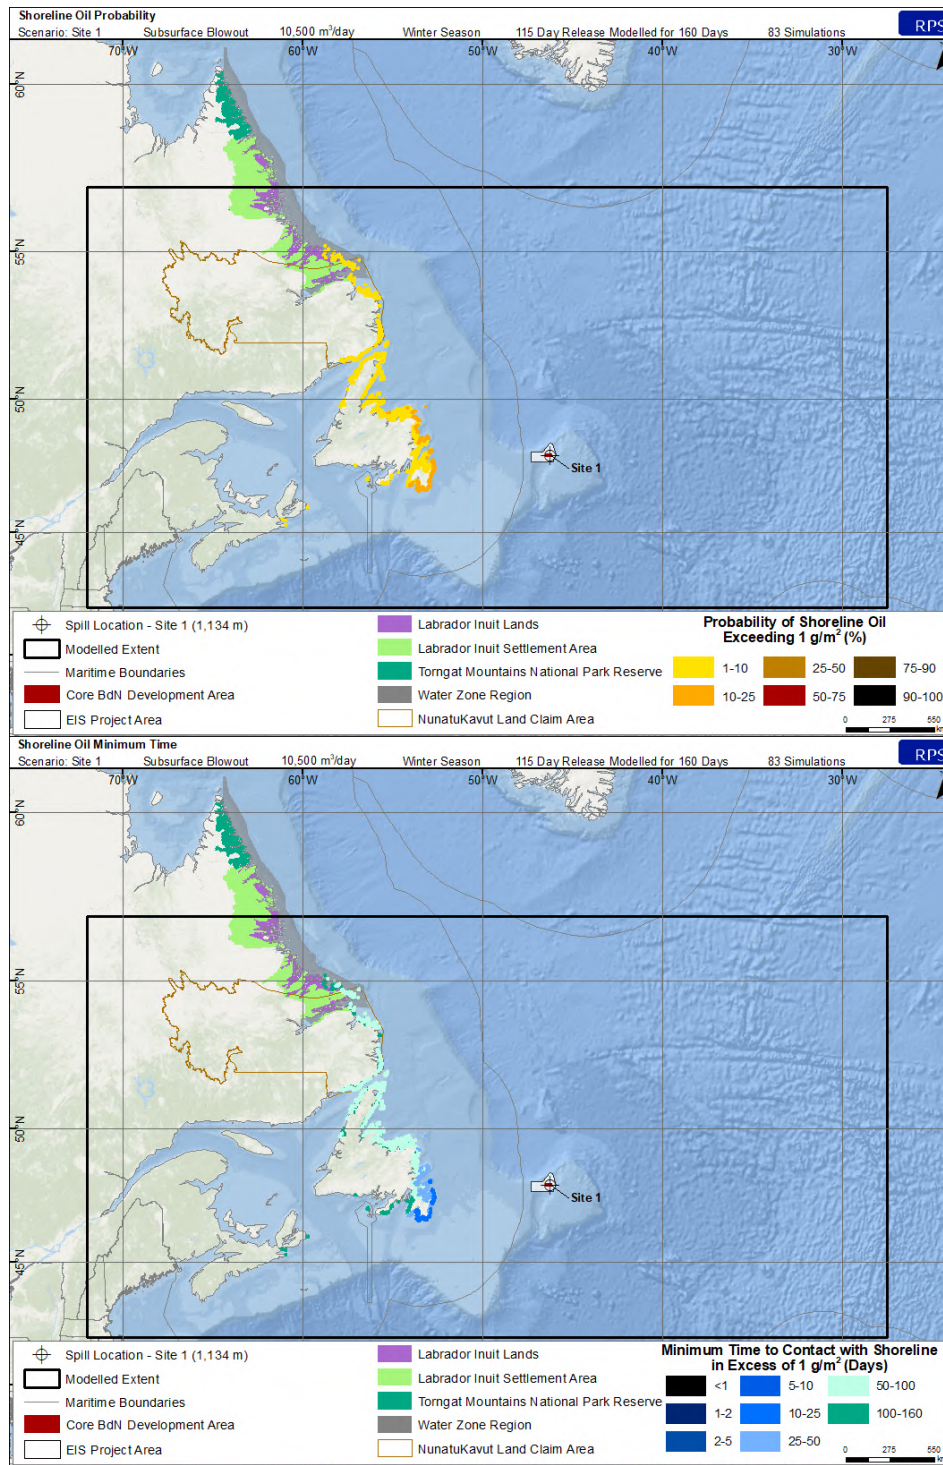 Shoreline Oil Probability
Scenario: Site 1 Subsurface Blowout 10,500 m³/day Winter Season 115 Day Release Modelled for 160 Days 83 Simulations
RPS
70°W 60°W 50°W 40°W 30°W
60°N
55°N
50°N
45°N
Site 1
Spill Location - Site 1 (1,134 m)
Modelled Extent
Maritime Boundaries
Core BdN Development Area
EIS Project Area
Labrador Inuit Lands
Labrador Inuit Settlement Area
Torngat Mountains National Park Reserve
Water Zone Region
NunatuKavut Land Claim Area
Probability of Shoreline Oil
Exceeding 1 g/m² (%)
1-10 25-50 75-90
10-25 50-75 90-100
0 275 550
Shoreline Oil Minimum Time
Scenario: Site 1 Subsurface Blowout 10,500 m³/day Winter Season 115 Day Release Modelled for 160 Days 83 Simulations
RPS
70°W 60°W 50°W 40°W 30°W
60°N
55°N
50°N
45°N
Site 1
Spill Location - Site 1 (1,134 m)
Modelled Extent
Maritime Boundaries
Core BdN Development Area
EIS Project Area
Labrador Inuit Lands
Labrador Inuit Settlement Area
Torngat Mountains National Park Reserve
Water Zone Region
NunatuKavut Land Claim Area
Minimum Time to Contact with Shoreline
in Excess of 1 g/m² (Days)
<1 5-10 50-100
1-2 10-25 100-160
2-5 25-50
0 275 550